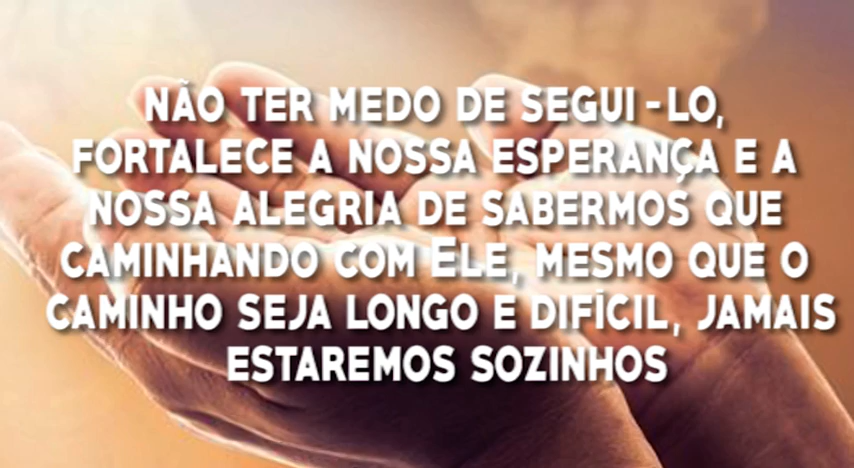 NÃO TER MEDO DE SEGUI-LO,
FORTALECE A NOSSA ESPERANÇA E A
NOSSA ALEGRIA DE SABERMOS QUE
CAMINHANDO COM ELE, MESMO QUE O
CAMINHO SEJA LONGO E DIFÍCIL, JAMAIS
ESTAREMOS SOZINHOS